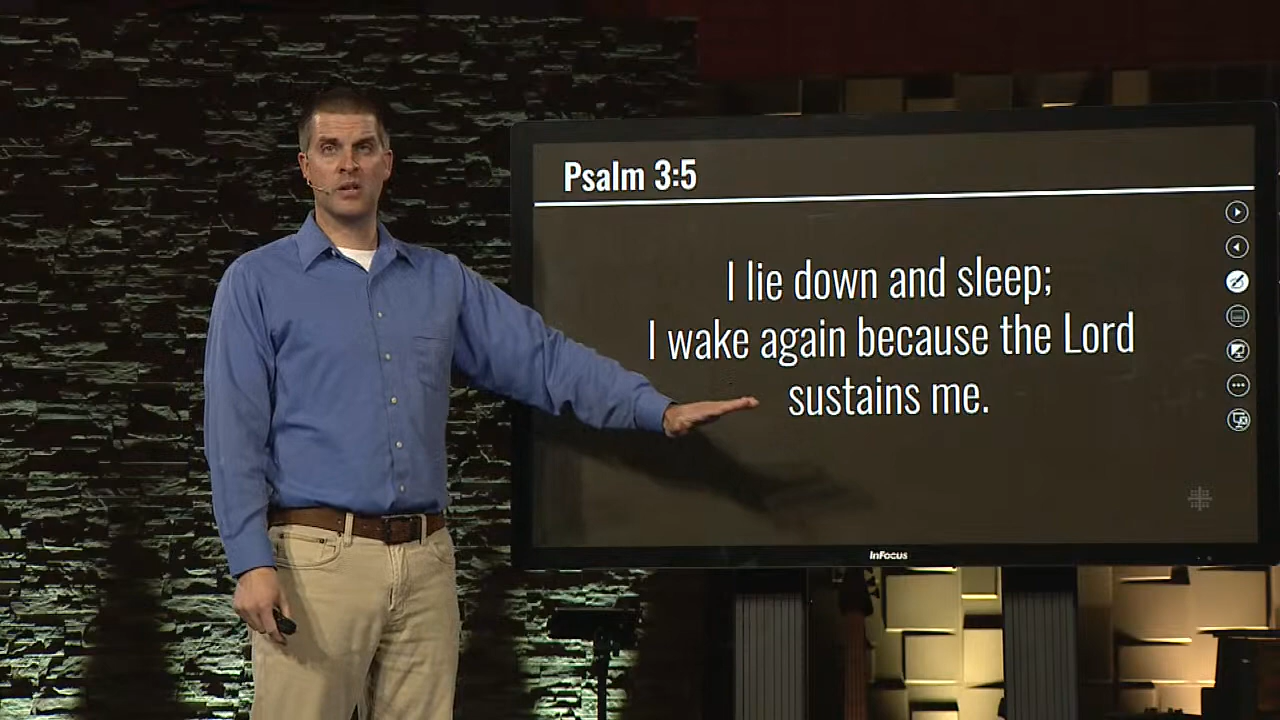 Psalm 3:5
I lie down and sleep;
I wake again because the Lord
sustains me.
InFocus